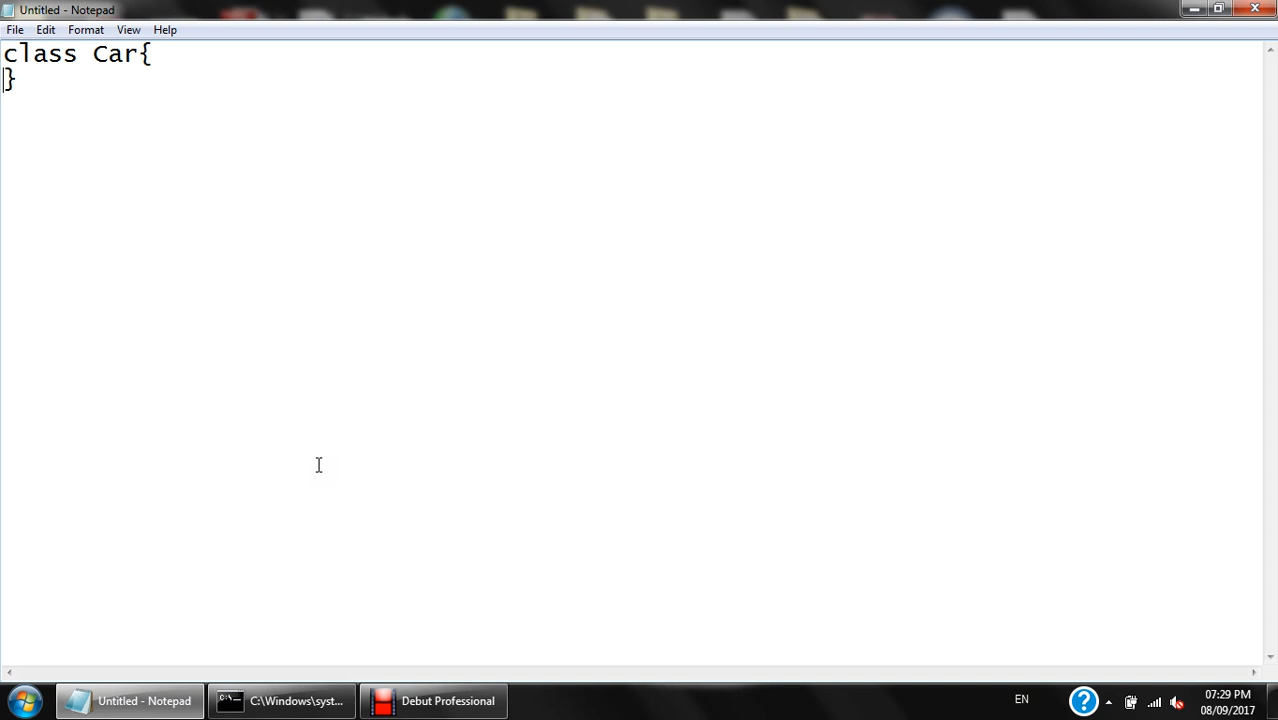 Untitled - Notepad
File Edit Format View Help
class Car{
}
Untitled - Notepad
C:\Windows\syst...
Debut Professional
EN
07:29 PM
08/09/2017